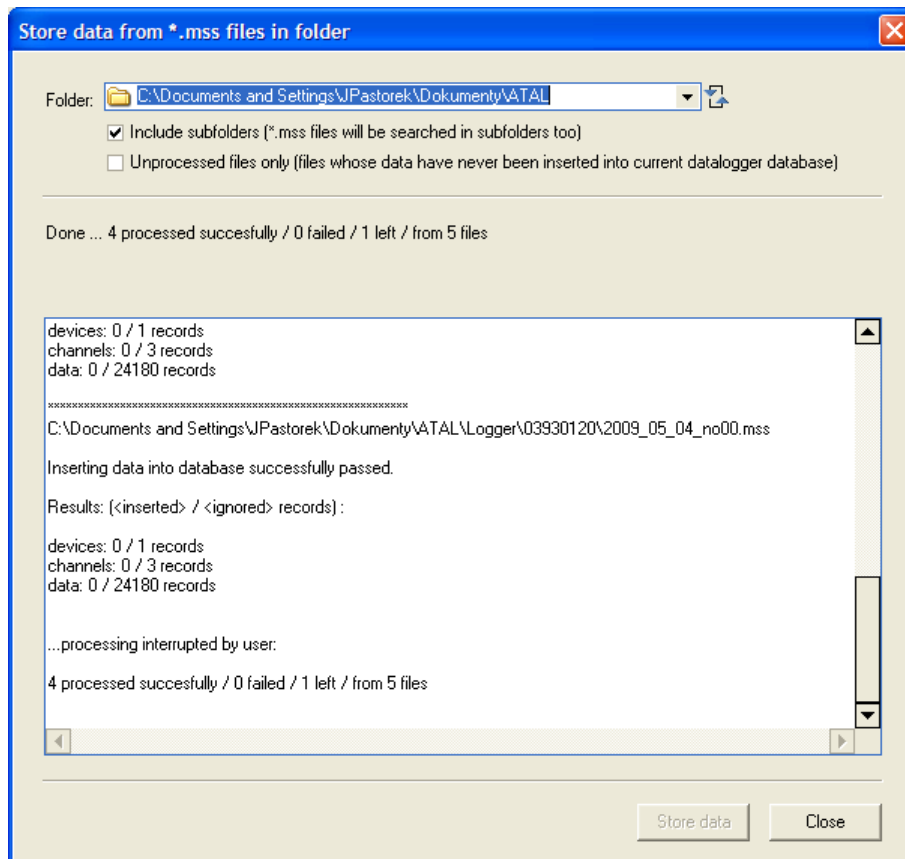 Store data from *.mss files in folder
Folder: C:\Documents and Settings\JPastorek\Dokumenty\ATAL
Include subfolders (*.mss files will be searched in subfolders too)
Unprocessed files only (files whose data have never been inserted into current datalogger database)
Done ... 4 processed succesfully / 0 failed / 1 left / from 5 files
devices: 0 / 1 records
channels: 0 / 3 records
data: 0 / 24180 records
************************************************************
C:\Documents and Settings\JPastorek\Dokumenty\ATAL\Logger\03930120\2009_05_04_no00.mss
Inserting data into database successfully passed.
Results: (<inserted> / <ignored> records) :
devices: 0 / 1 records
channels: 0 / 3 records
data: 0 / 24180 records
...processing interrupted by user:
4 processed succesfully / 0 failed / 1 left / from 5 files
Store data Close